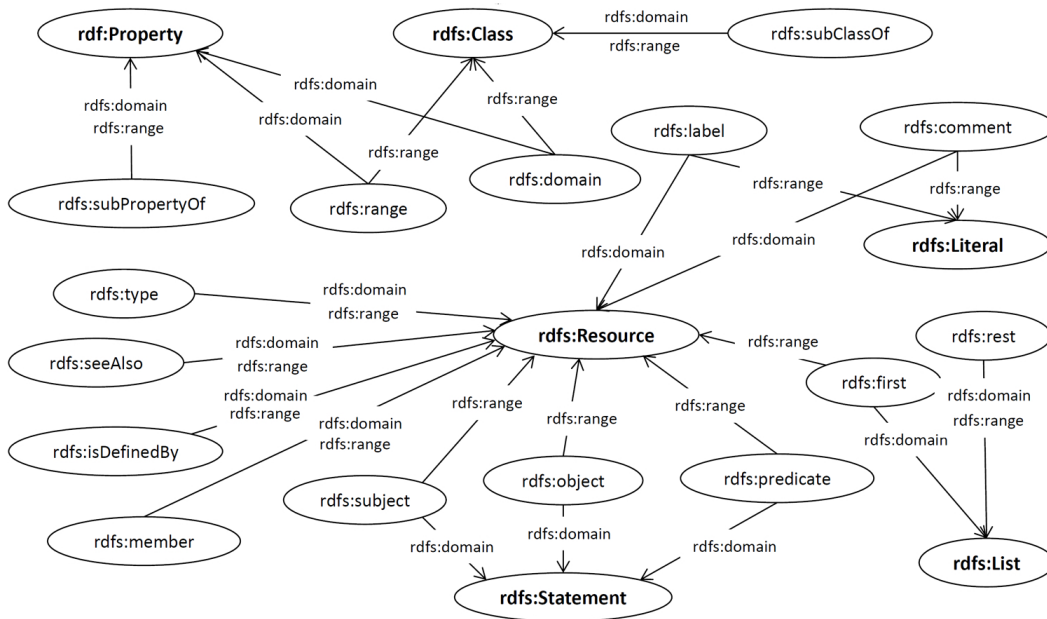 rdf:Property
rdfs:Class
rdfs:domain
rdfs:range
rdfs:subClassOf
rdfs:domain
rdfs:domain
rdfs:range
rdfs:domain
rdfs:range
rdfs:range
rdfs:label
rdfs:comment
rdfs:subPropertyOf
rdfs:range
rdfs:domain
rdfs:range
rdfs:range
rdfs:domain
rdfs:domain
rdfs:Literal
rdfs:type
rdfs:domain
rdfs:range
rdfs:Resource
rdfs:seeAlso
rdfs:domain
rdfs:range
rdfs:range
rdfs:rest
rdfs:first
rdfs:domain
rdfs:range
rdfs:domain
rdfs:range
rdfs:isDefinedBy
rdfs:domain
rdfs:range
rdfs:range
rdfs:range
rdfs:range
rdfs:domain
rdfs:subject
rdfs:object
rdfs:predicate
rdfs:member
rdfs:domain
rdfs:domain
rdfs:domain
rdfs:List
rdfs:Statement